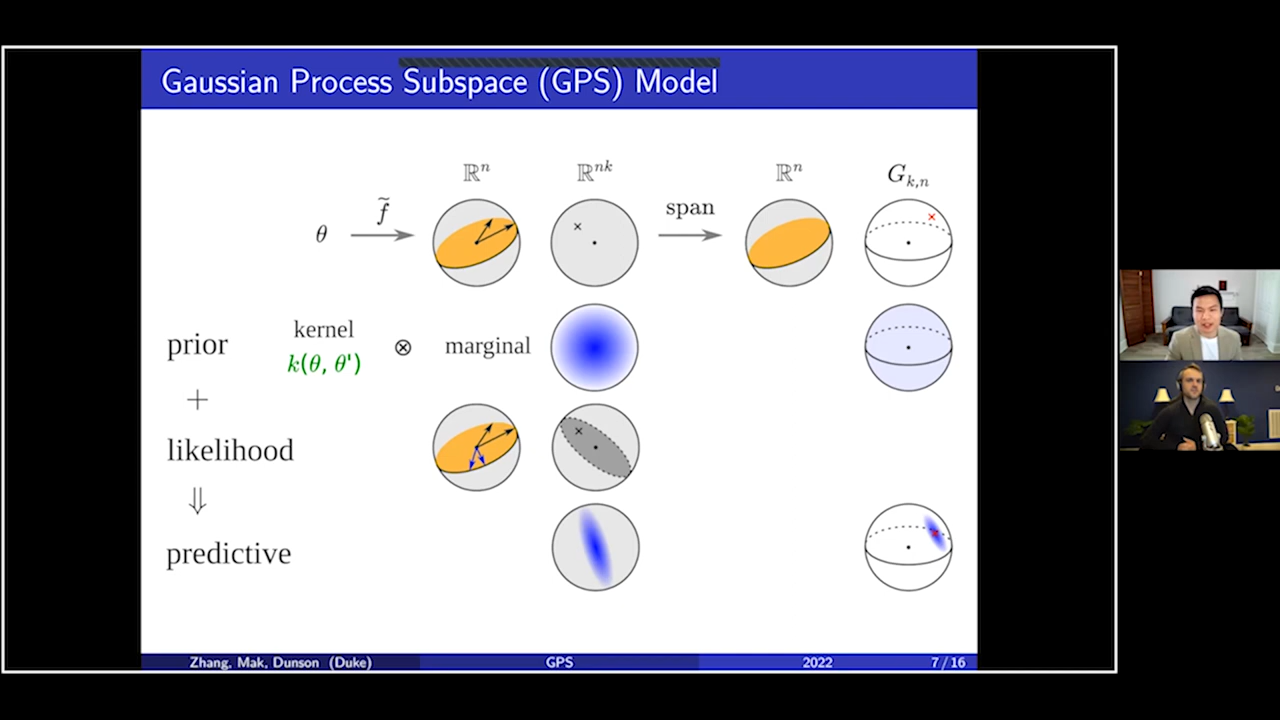 Gaussian Process Subspace (GPS) Model
ℝⁿ ℝⁿᵏ ℝⁿ Gₖ,ₙ
θ f̃ span
prior kernel k(θ, θ') ⊗ marginal
+
likelihood
⇓
predictive
Zhang, Mak, Dunson (Duke) GPS 2022 7 / 16